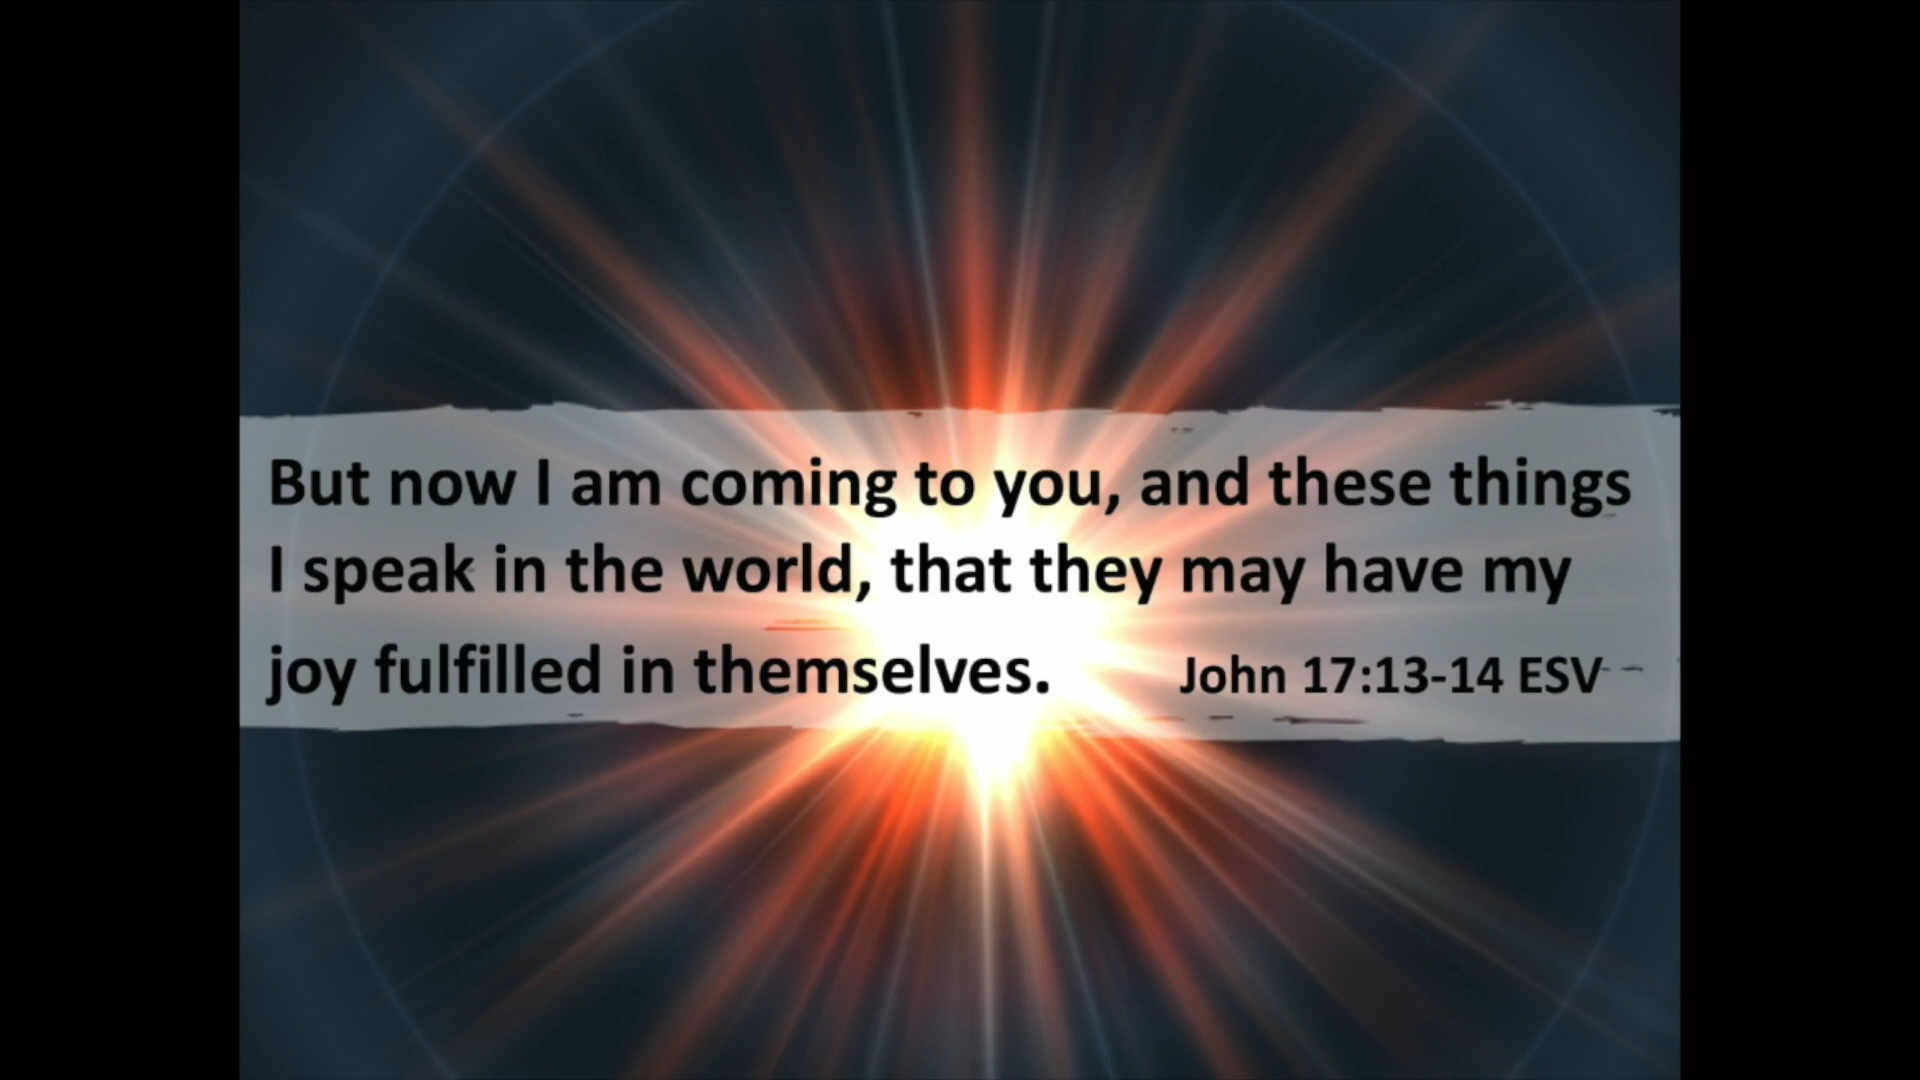 But now I am coming to you, and these things
I speak in the world, that they may have my
joy fulfilled in themselves. John 17:13-14 ESV